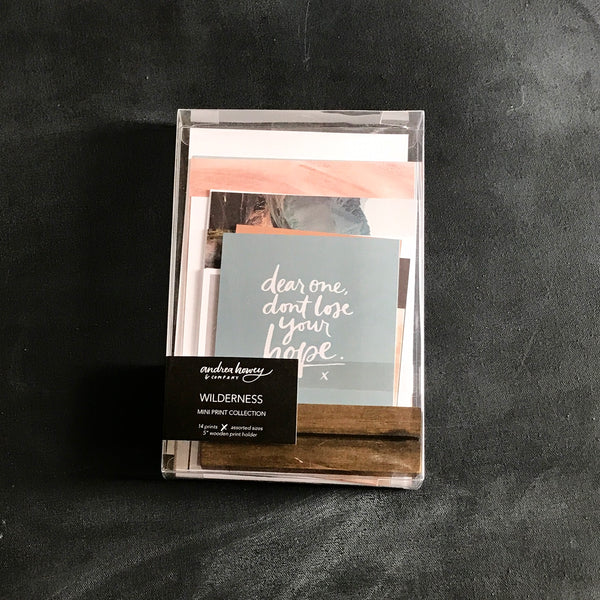 dear one,
dont lose
your
hope.
x
andrea howey
& COMPANY
WILDERNESS
MINI PRINT COLLECTION
14 prints x assorted sizes
5" wooden print holder